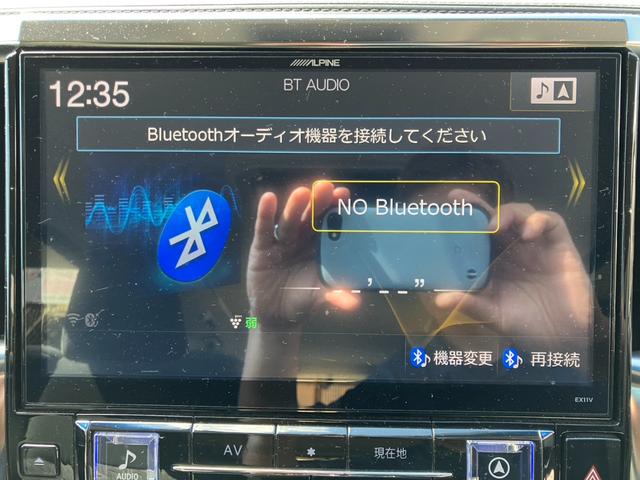 ALPINE
12:35
BT AUDIO
Bluetoothオーディオ機器を接続してください
NO Bluetooth
--'--"
弱
機器変更
再接続
EX11V
AV
*
現在地
AUDIO